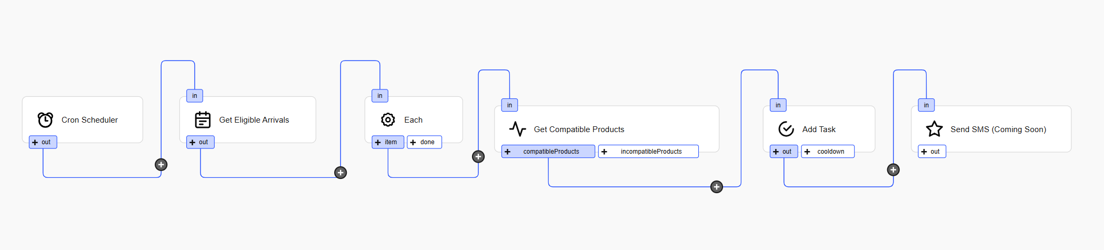 in
in
in
in
in
Cron Scheduler
Get Eligible Arrivals
Each
Get Compatible Products
Add Task
Send SMS (Coming Soon)
+ out
+ out
+ item
+ done
+ compatibleProducts
+ incompatibleProducts
+ out
+ cooldown
+ out